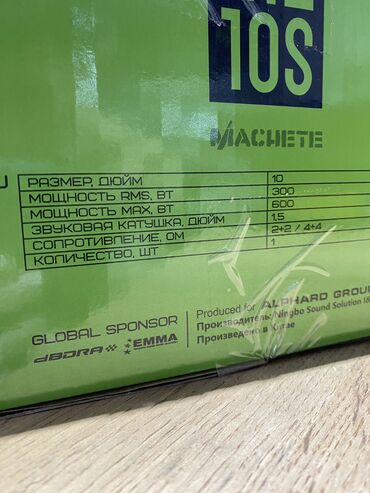 10S
MACHETE
РАЗМЕР, ДЮЙМ 10
МОЩНОСТЬ RMS, ВТ 300
МОЩНОСТЬ MAX, ВТ 600
ЗВУКОВАЯ КАТУШКА, ДЮЙМ 1,5
СОПРОТИВЛЕНИЕ, ОМ 2+2 / 4+4
КОЛИЧЕСТВО, ШТ 1
GLOBAL SPONSOR
dBDRA EMMA
Produced for ALPHARD GROUP
Производитель: Ningbo Sound Solution
Произведено в Китае